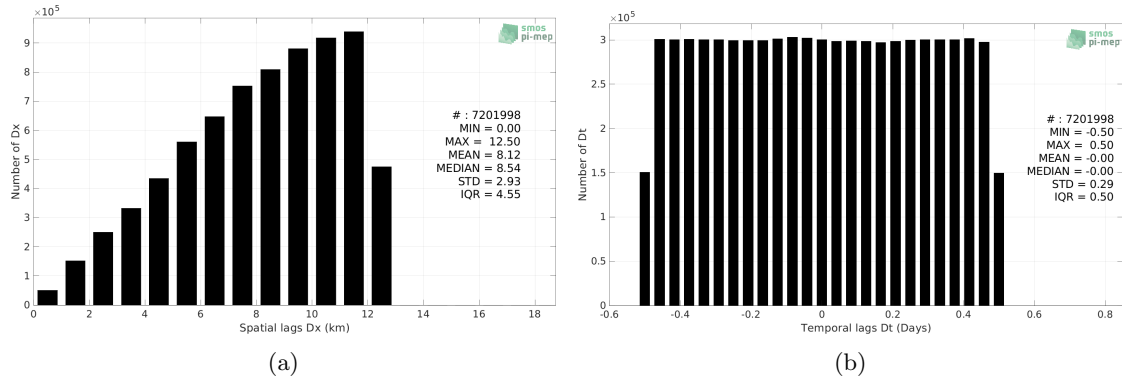 ×10⁵
9
8
7
6
5
4
3
2
1
0
0 2 4 6 8 10 12 14 16 18
Number of Dx
Spatial lags Dx (km)
smos
pi-mep
# : 7201998
MIN = 0.00
MAX = 12.50
MEAN = 8.12
MEDIAN = 8.54
STD = 2.93
IQR = 4.55
(a)
×10⁵
3
2.5
2
1.5
1
0.5
0
-0.6 -0.4 -0.2 0 0.2 0.4 0.6 0.8
Number of Dt
Temporal lags Dt (Days)
smos
pi-mep
# : 7201998
MIN = -0.50
MAX = 0.50
MEAN = -0.00
MEDIAN = -0.00
STD = 0.29
IQR = 0.50
(b)